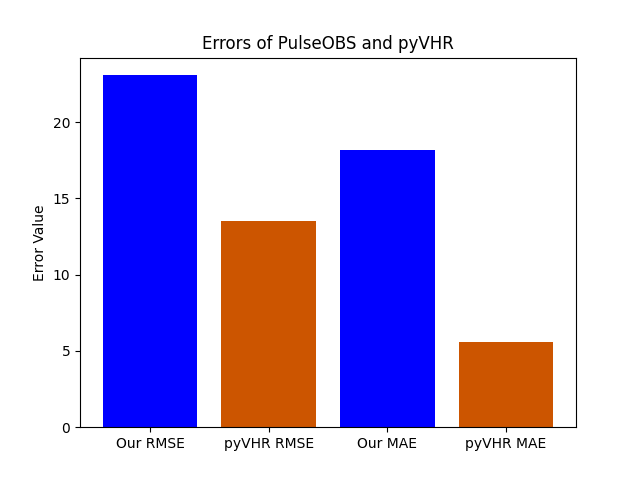 Errors of PulseOBS and pyVHR
Error Value
20
15
10
5
0
Our RMSE
pyVHR RMSE
Our MAE
pyVHR MAE